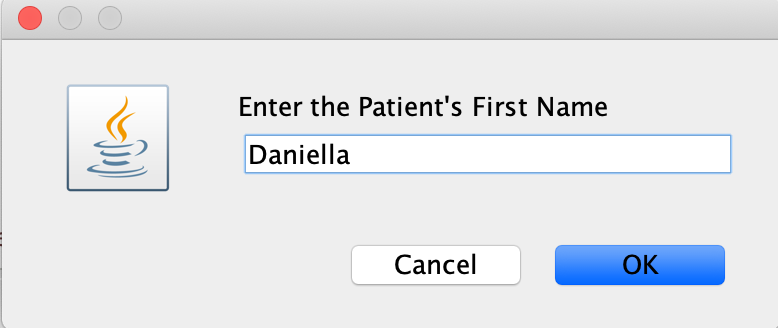 Enter the Patient's First Name
Daniella
Cancel
OK